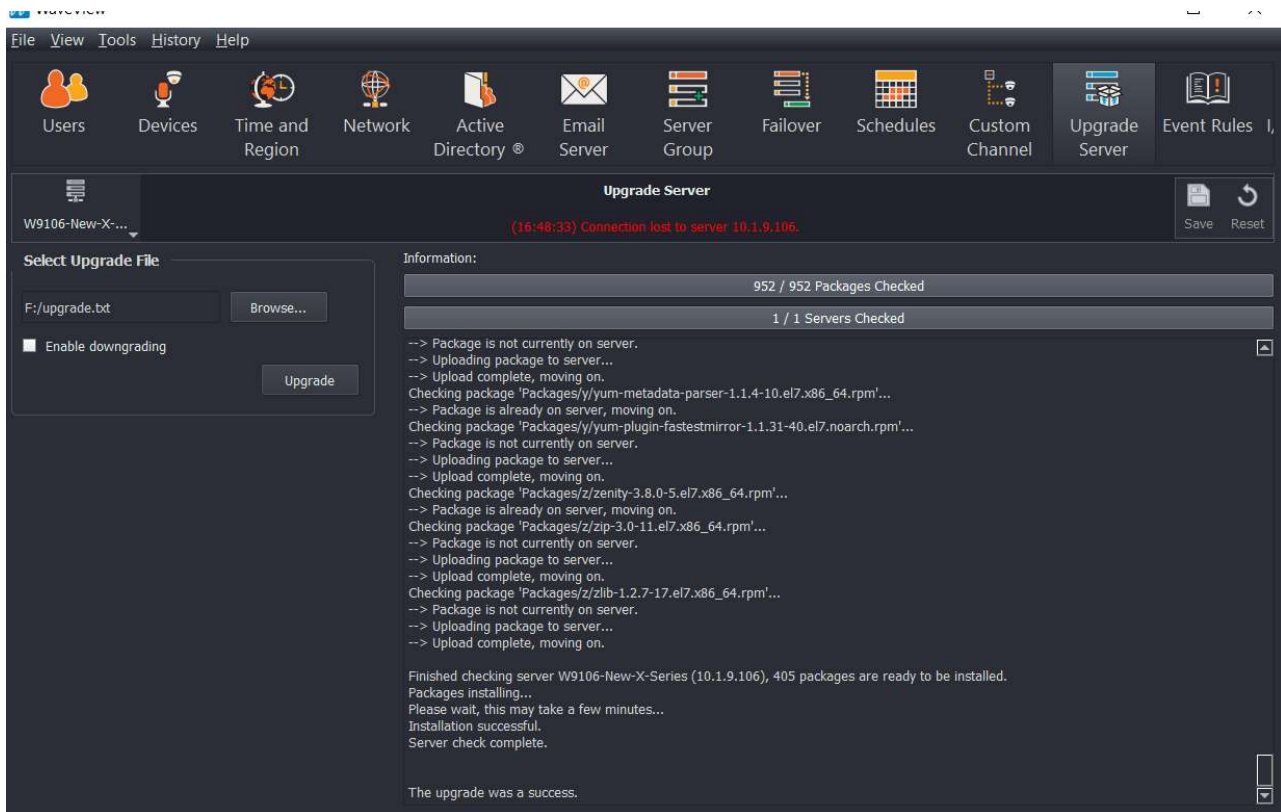 WaveView
File View Tools History Help
Users
Devices
Time and
Region
Network
Active
Directory ®
Email
Server
Server
Group
Failover
Schedules
Custom
Channel
Upgrade
Server
Event Rules
W9106-New-X-...
Upgrade Server
(16:48:33) Connection lost to server 10.1.9.106.
Save Reset
Select Upgrade File
F:/upgrade.txt
Browse...
Enable downgrading
Upgrade
Information:
952 / 952 Packages Checked
1 / 1 Servers Checked
--> Package is not currently on server.
--> Uploading package to server...
--> Upload complete, moving on.
Checking package 'Packages/y/yum-metadata-parser-1.1.4-10.el7.x86_64.rpm'...
--> Package is already on server, moving on.
Checking package 'Packages/y/yum-plugin-fastestmirror-1.1.31-40.el7.noarch.rpm'...
--> Package is not currently on server.
--> Uploading package to server...
--> Upload complete, moving on.
Checking package 'Packages/z/zenity-3.8.0-5.el7.x86_64.rpm'...
--> Package is already on server, moving on.
Checking package 'Packages/z/zip-3.0-11.el7.x86_64.rpm'...
--> Package is not currently on server.
--> Uploading package to server...
--> Upload complete, moving on.
Checking package 'Packages/z/zlib-1.2.7-17.el7.x86_64.rpm'...
--> Package is not currently on server.
--> Uploading package to server...
--> Upload complete, moving on.
Finished checking server W9106-New-X-Series (10.1.9.106), 405 packages are ready to be installed.
Packages installing...
Please wait, this may take a few minutes...
Installation successful.
Server check complete.
The upgrade was a success.